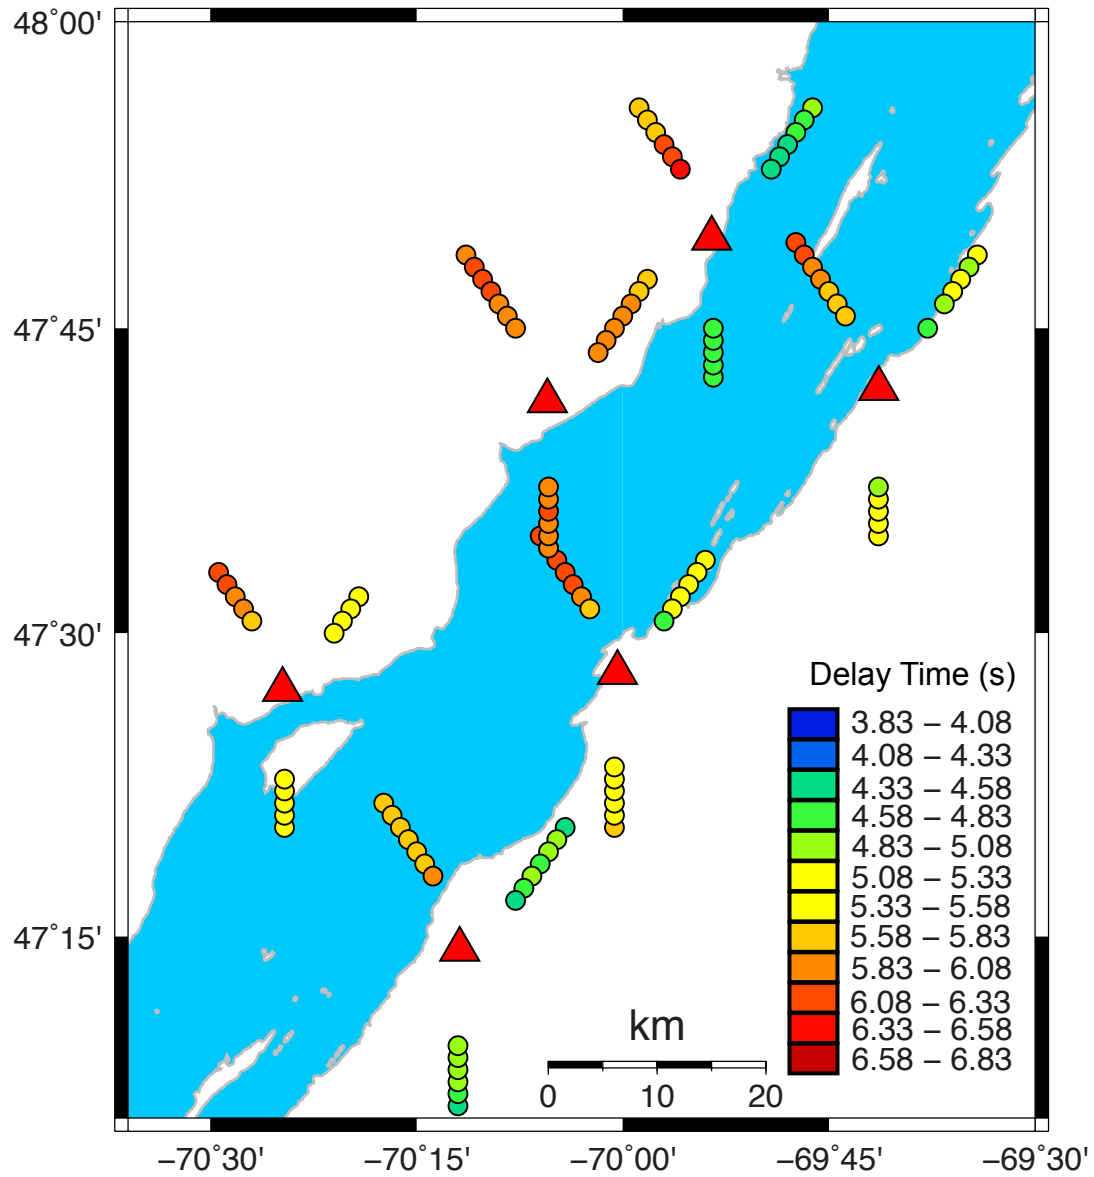 48°00'
47°45'
47°30'
47°15'
Delay Time (s)
3.83 – 4.08
4.08 – 4.33
4.33 – 4.58
4.58 – 4.83
4.83 – 5.08
5.08 – 5.33
5.33 – 5.58
5.58 – 5.83
5.83 – 6.08
6.08 – 6.33
6.33 – 6.58
6.58 – 6.83
km
0 10 20
−70°30' −70°15' −70°00' −69°45' −69°30'